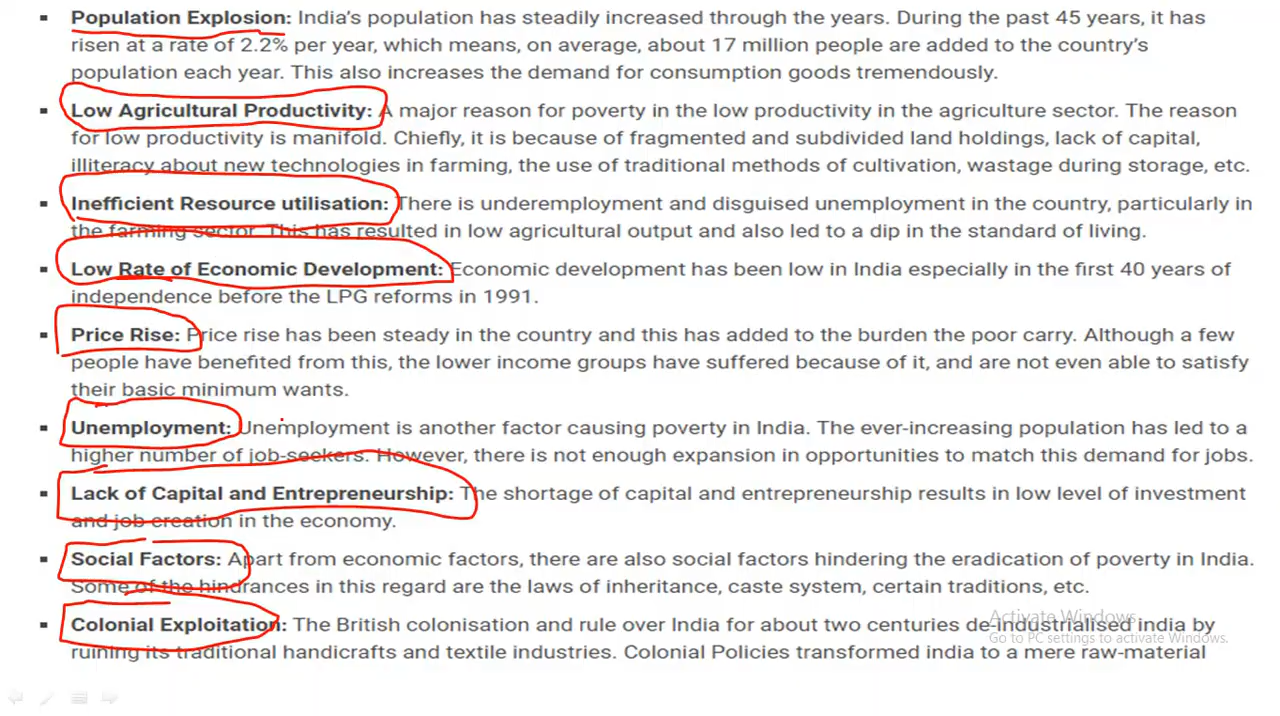 ▪ Population Explosion: India's population has steadily increased through the years. During the past 45 years, it has
risen at a rate of 2.2% per year, which means, on average, about 17 million people are added to the country's
population each year. This also increases the demand for consumption goods tremendously.
▪ Low Agricultural Productivity: A major reason for poverty in the low productivity in the agriculture sector. The reason
for low productivity is manifold. Chiefly, it is because of fragmented and subdivided land holdings, lack of capital,
illiteracy about new technologies in farming, the use of traditional methods of cultivation, wastage during storage, etc.
▪ Inefficient Resource utilisation: There is underemployment and disguised unemployment in the country, particularly in
the farming sector. This has resulted in low agricultural output and also led to a dip in the standard of living.
▪ Low Rate of Economic Development: Economic development has been low in India especially in the first 40 years of
independence before the LPG reforms in 1991.
▪ Price Rise: Price rise has been steady in the country and this has added to the burden the poor carry. Although a few
people have benefited from this, the lower income groups have suffered because of it, and are not even able to satisfy
their basic minimum wants.
▪ Unemployment: Unemployment is another factor causing poverty in India. The ever-increasing population has led to a
higher number of job-seekers. However, there is not enough expansion in opportunities to match this demand for jobs.
▪ Lack of Capital and Entrepreneurship: The shortage of capital and entrepreneurship results in low level of investment
and job creation in the economy.
▪ Social Factors: Apart from economic factors, there are also social factors hindering the eradication of poverty in India.
Some of the hindrances in this regard are the laws of inheritance, caste system, certain traditions, etc.
▪ Colonial Exploitation: The British colonisation and rule over India for about two centuries de-industrialised india by
ruining its traditional handicrafts and textile industries. Colonial Policies transformed india to a mere raw-material
Activate Windows
Go to PC settings to activate Windows.